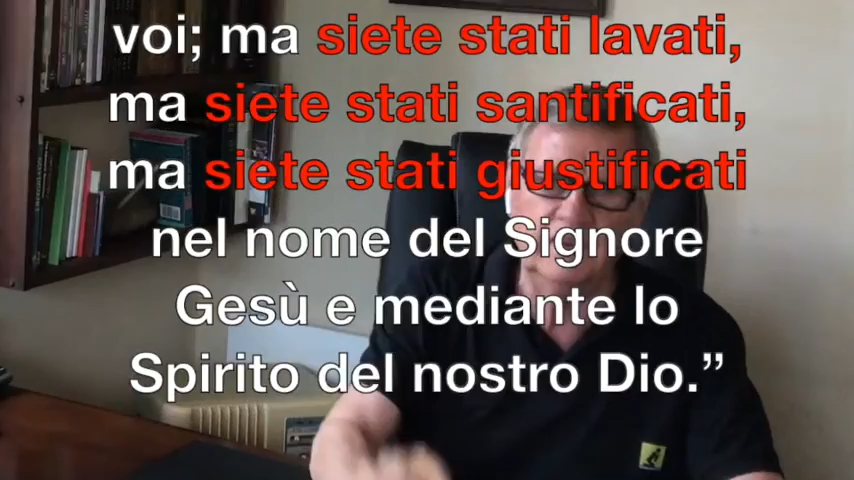 voi; ma siete stati lavati,
ma siete stati santificati,
ma siete stati giustificati
nel nome del Signore
Gesù e mediante lo
Spirito del nostro Dio.”